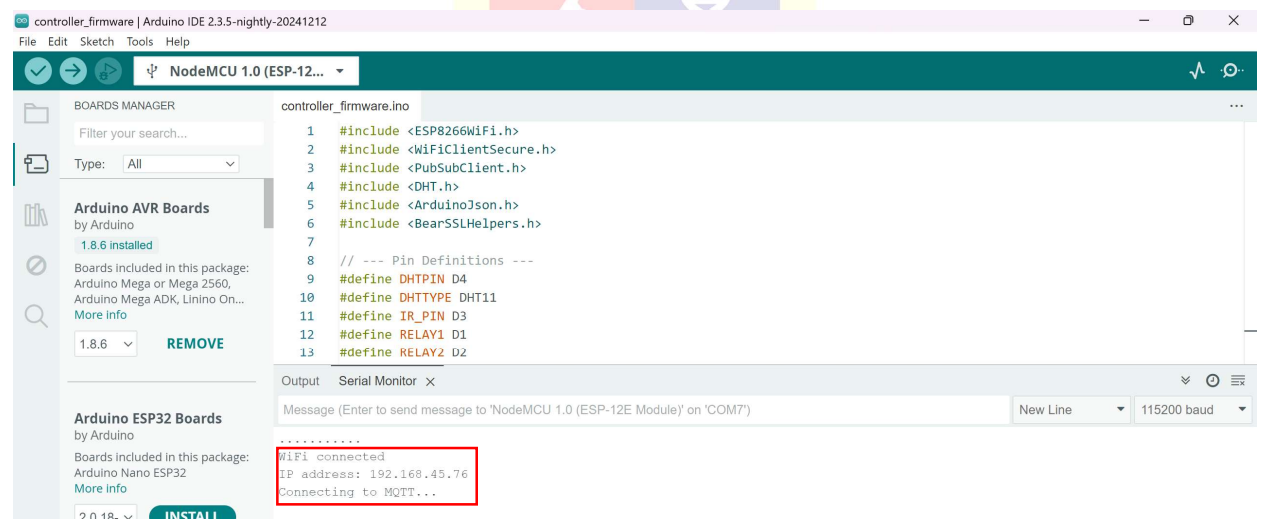 controller_firmware | Arduino IDE 2.3.5-nightly-20241212
File Edit Sketch Tools Help
NodeMCU 1.0 (ESP-12...
BOARDS MANAGER
Filter your search...
Type: All
Arduino AVR Boards
by Arduino
1.8.6 installed
Boards included in this package:
Arduino Mega or Mega 2560,
Arduino Mega ADK, Linino On...
More info
1.8.6 REMOVE
Arduino ESP32 Boards
by Arduino
Boards included in this package:
Arduino Nano ESP32
More info
2.0.18- INSTALL
controller_firmware.ino
1 #include <ESP8266WiFi.h>
2 #include <WiFiClientSecure.h>
3 #include <PubSubClient.h>
4 #include <DHT.h>
5 #include <ArduinoJson.h>
6 #include <BearSSLHelpers.h>
7
8 // --- Pin Definitions ---
9 #define DHTPIN D4
10 #define DHTTYPE DHT11
11 #define IR_PIN D3
12 #define RELAY1 D1
13 #define RELAY2 D2
Output Serial Monitor
Message (Enter to send message to 'NodeMCU 1.0 (ESP-12E Module)' on 'COM7')
New Line 115200 baud
...........
WiFi connected
IP address: 192.168.45.76
Connecting to MQTT...